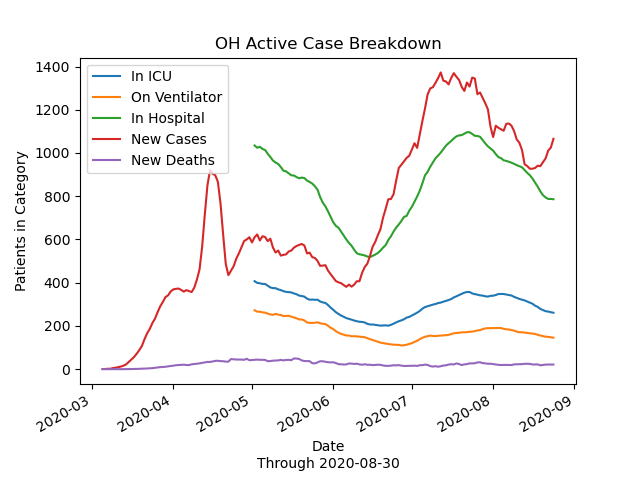 OH Active Case Breakdown
1400
1200
1000
800
600
400
200
0
Patients in Category
In ICU
On Ventilator
In Hospital
New Cases
New Deaths
2020-03
2020-04
2020-05
2020-06
2020-07
2020-08
2020-09
Date
Through 2020-08-30